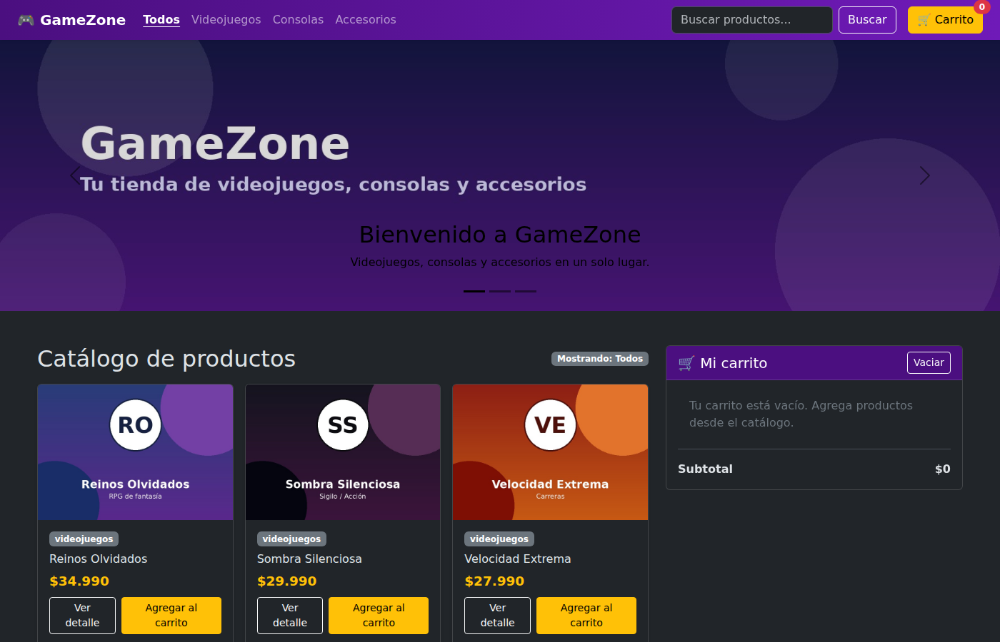 🎮 GameZone
Todos Videojuegos Consolas Accesorios
Buscar productos...
Buscar
🛒 Carrito
0
GameZone
Tu tienda de videojuegos, consolas y accesorios
Bienvenido a GameZone
Videojuegos, consolas y accesorios en un solo lugar.
Catálogo de productos
Mostrando: Todos
RO
Reinos Olvidados
RPG de fantasía
videojuegos
Reinos Olvidados
$34.990
Ver
detalle
Agregar al
carrito
SS
Sombra Silenciosa
Sigilo / Acción
videojuegos
Sombra Silenciosa
$29.990
Ver
detalle
Agregar al
carrito
VE
Velocidad Extrema
Carreras
videojuegos
Velocidad Extrema
$27.990
Ver
detalle
Agregar al
carrito
🛒 Mi carrito
Vaciar
Tu carrito está vacío. Agrega productos
desde el catálogo.
Subtotal $0